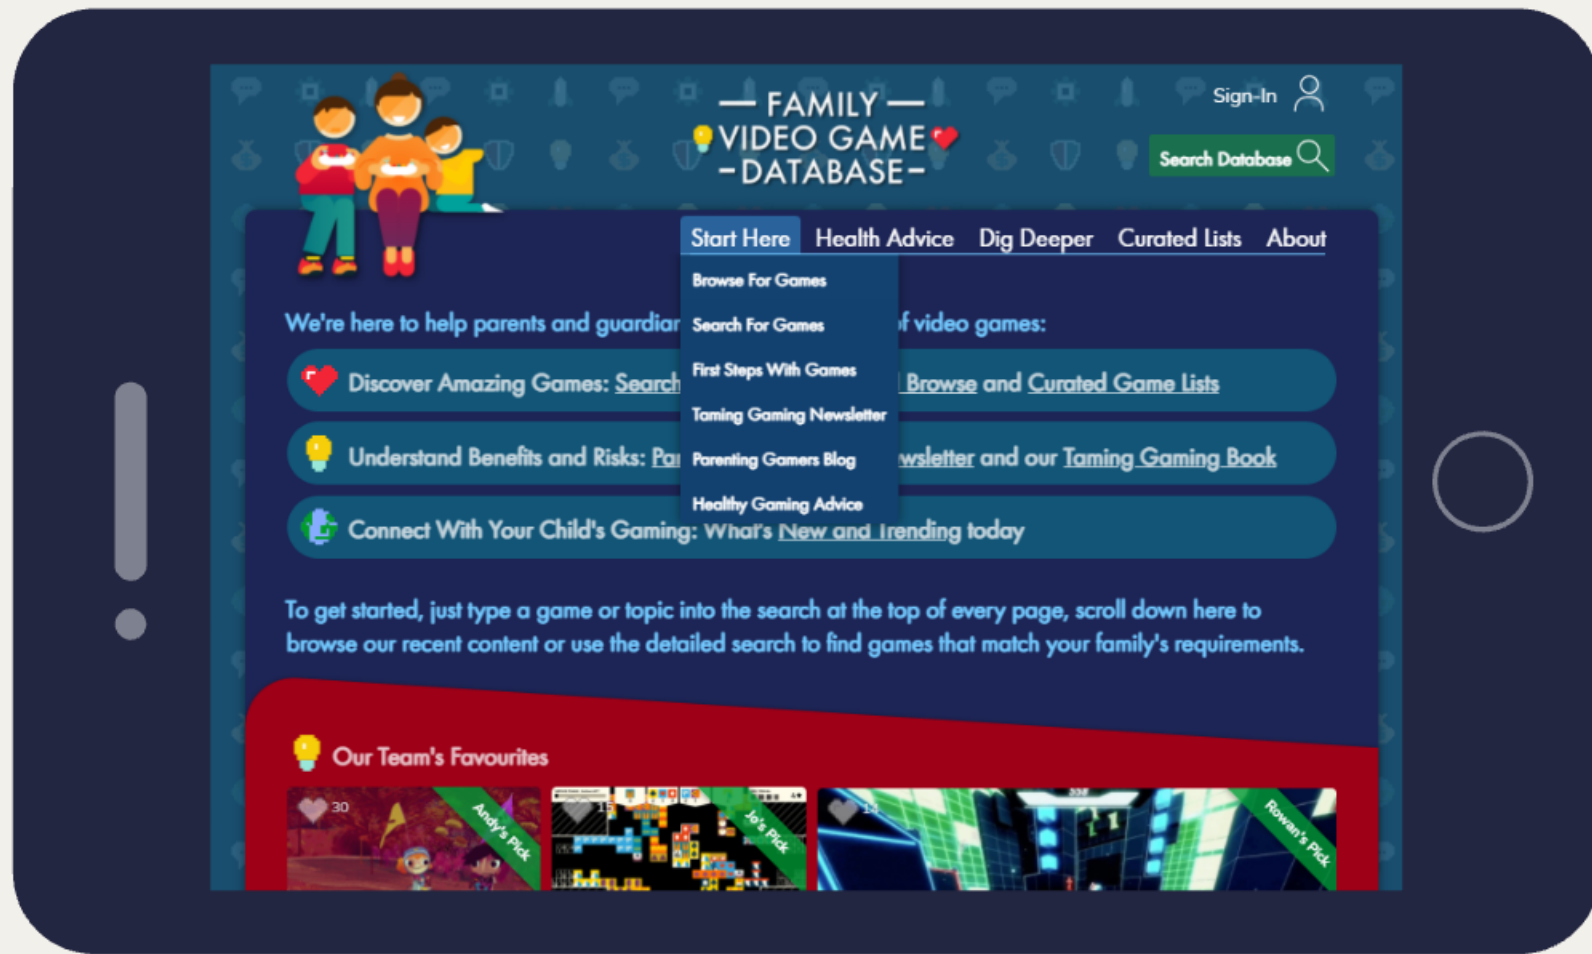 Sign-In
FAMILY
VIDEO GAME
DATABASE
Search Database
Start Here Health Advice Dig Deeper Curated Lists About
Browse For Games
Search For Games
First Steps With Games
Taming Gaming Newsletter
Parenting Gamers Blog
Healthy Gaming Advice
We're here to help parents and of video games:
Discover Amazing Games: Search Browse and Curated Game Lists
Understand Benefits and Risks: and our Taming Gaming Book
Connect With Your Child's Gaming: What's New and Trending today
To get started, just type a game or topic into the search at the top of every page, scroll down here to
browse our recent content or use the detailed search to find games that match your family's requirements.
Our Team's Favourites
30
Andy's Pick
15
Jo's Pick
14
Rowan's Pick